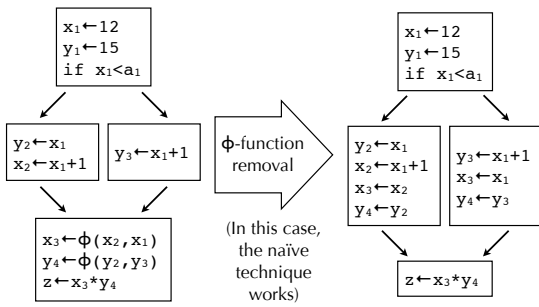 x₁←12
y₁←15
if x₁<a₁
y₂←x₁
x₂←x₁+1
y₃←x₁+1
x₃←ϕ(x₂,x₁)
y₄←ϕ(y₂,y₃)
z←x₃*y₄
ϕ-function
removal
(In this case,
the naïve
technique
works)
x₁←12
y₁←15
if x₁<a₁
y₂←x₁
x₂←x₁+1
x₃←x₂
y₄←y₂
y₃←x₁+1
x₃←x₁
y₄←y₃
z←x₃*y₄